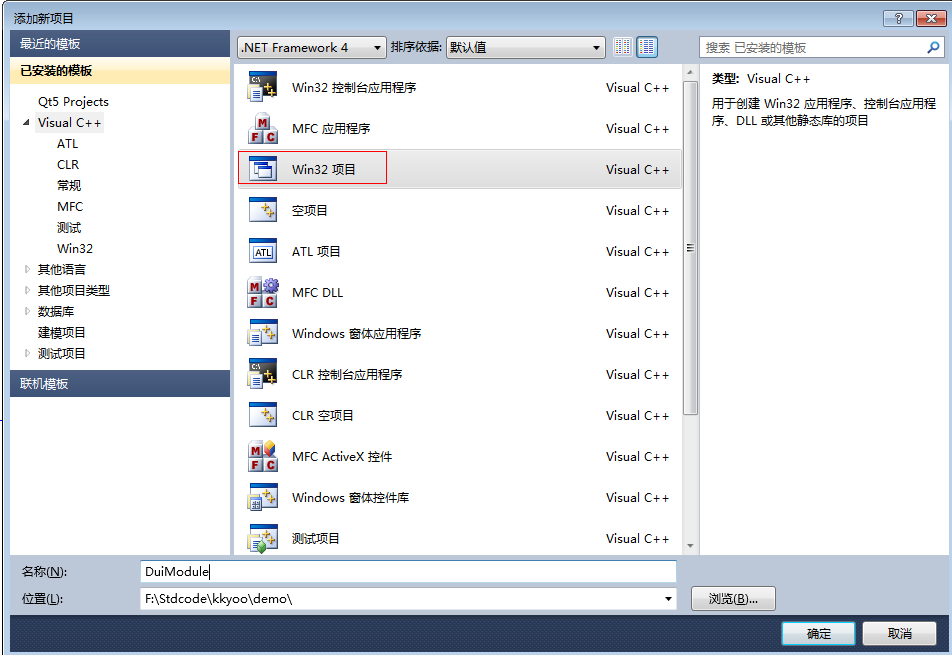 添加新项目
最近的模板
已安装的模板
Qt5 Projects
Visual C++
ATL
CLR
常规
MFC
测试
Win32
其他语言
其他项目类型
数据库
建模项目
测试项目
联机模板
.NET Framework 4 排序依据: 默认值
Win32 控制台应用程序 Visual C++
MFC 应用程序 Visual C++
Win32 项目 Visual C++
空项目 Visual C++
ATL 项目 Visual C++
MFC DLL Visual C++
Windows 窗体应用程序 Visual C++
CLR 控制台应用程序 Visual C++
CLR 空项目 Visual C++
MFC ActiveX 控件 Visual C++
Windows 窗体控件库 Visual C++
测试项目 Visual C++
搜索 已安装的模板
类型: Visual C++
用于创建 Win32 应用程序、控制台应用程
序、DLL 或其他静态库的项目
名称(N): DuiModule
位置(L): F:\Stdcode\kkyoo\demo\ 浏览(B)...
确定 取消